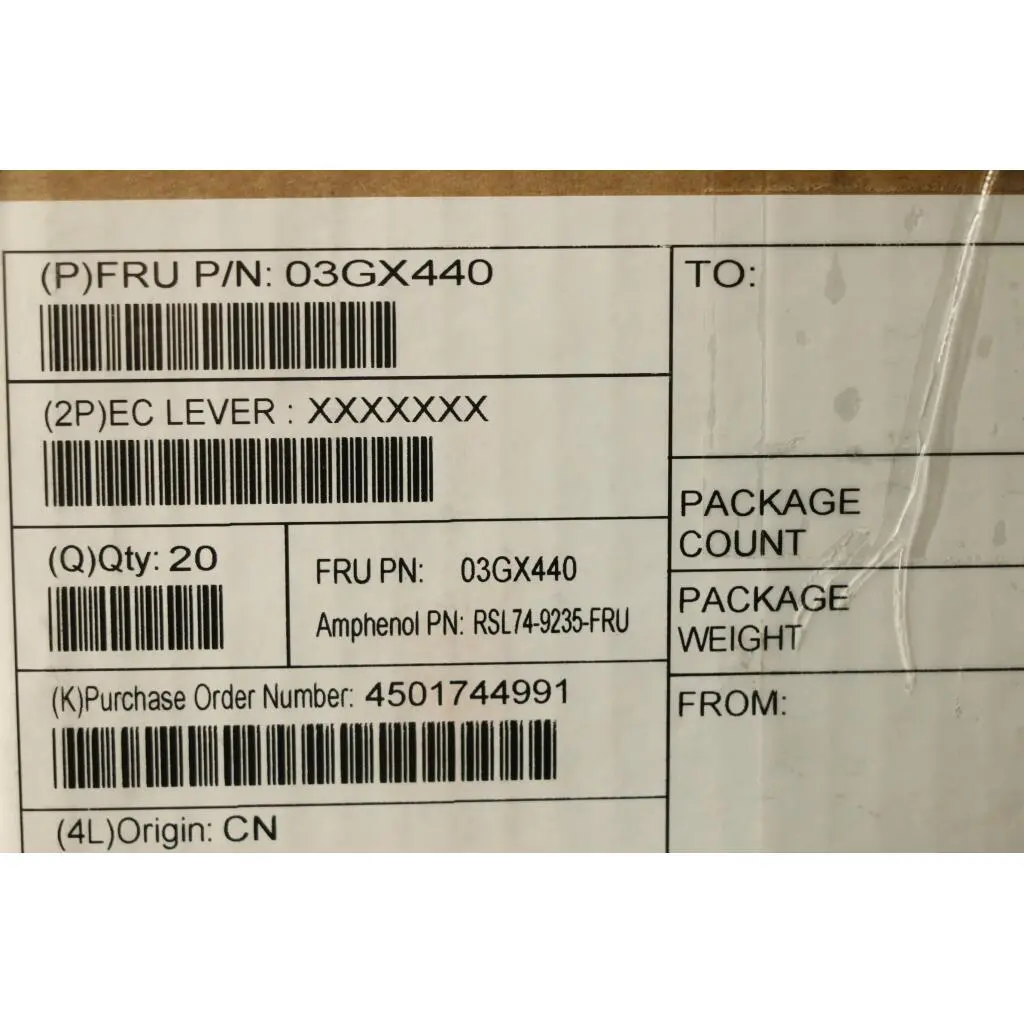 (P)FRU P/N: 03GX440
(2P)EC LEVER : XXXXXXX
(Q)Qty: 20
FRU PN: 03GX440
Amphenol PN: RSL74-9235-FRU
(K)Purchase Order Number: 4501744991
(4L)Origin: CN
TO:
PACKAGE
COUNT
PACKAGE
WEIGHT
FROM: